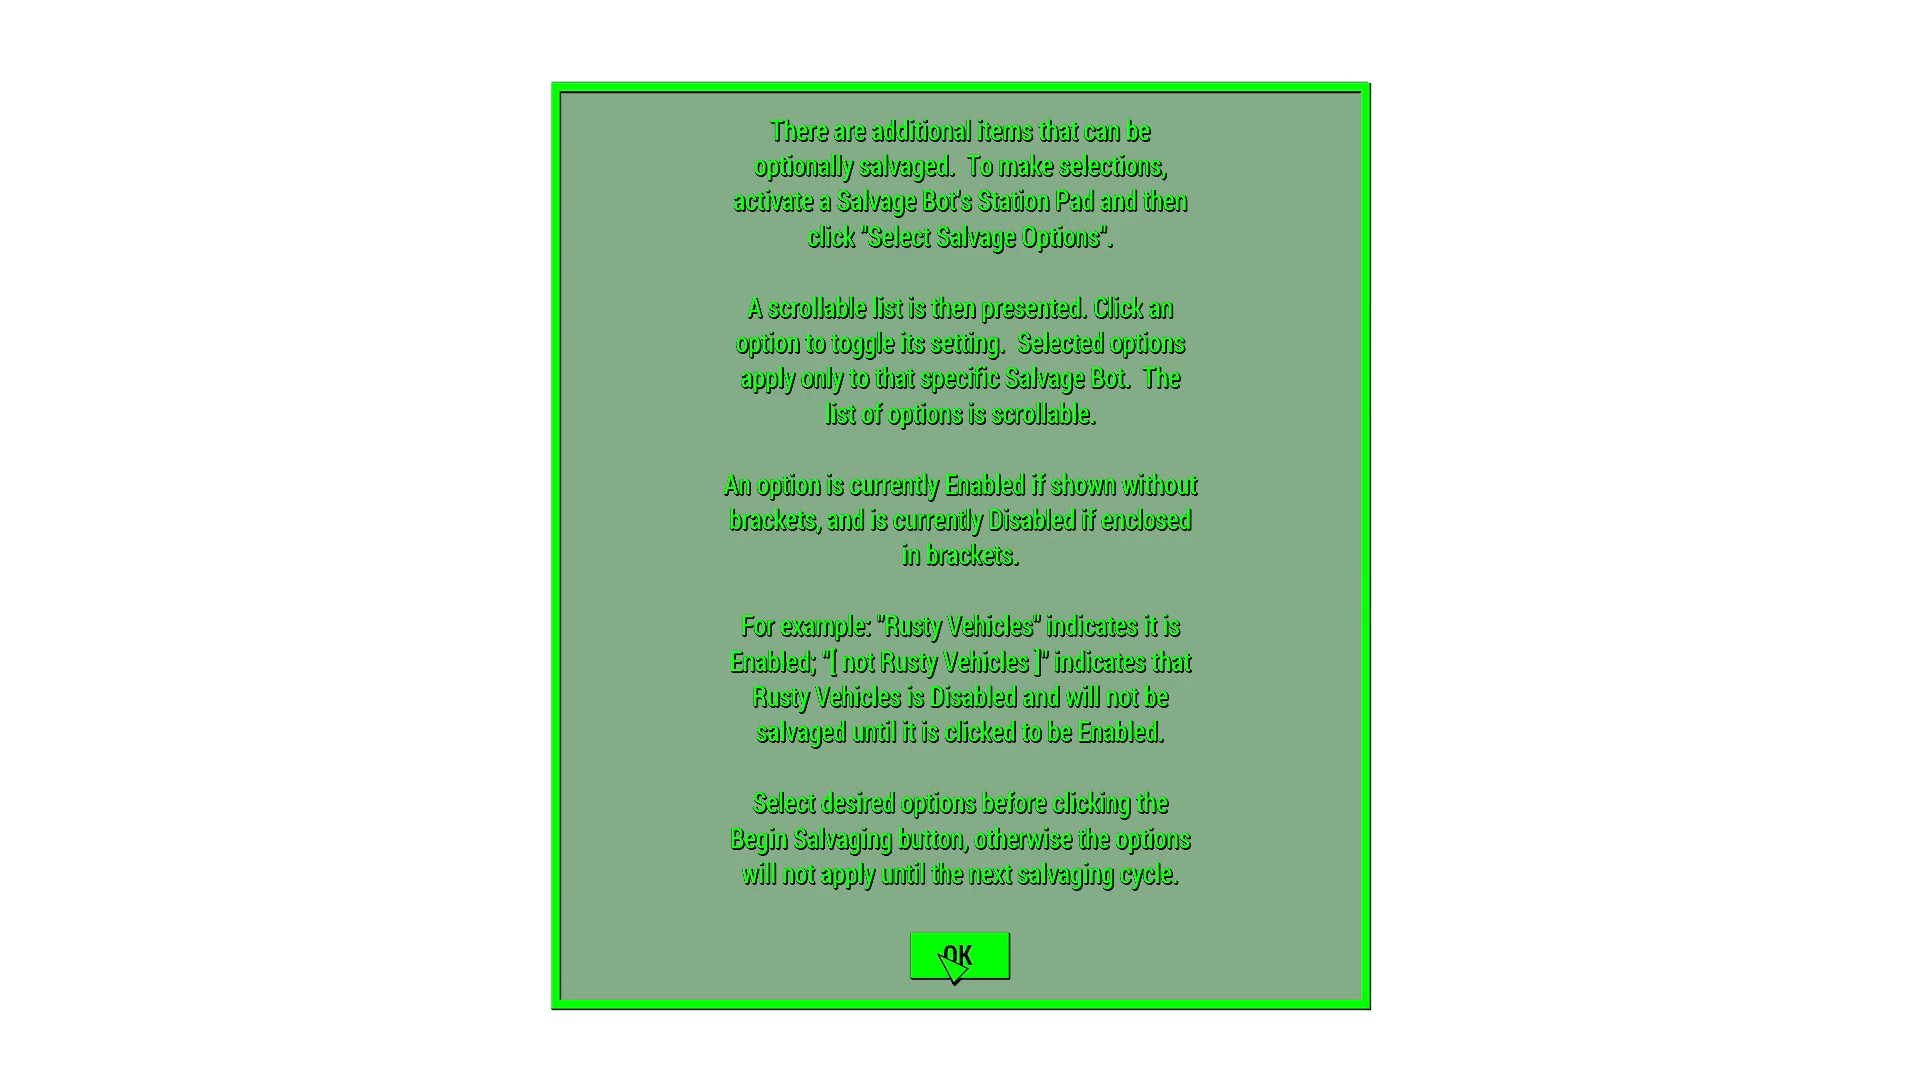 There are additional items that can be
optionally salvaged.  To make selections,
activate a Salvage Bot's Station Pad and then
click "Select Salvage Options".
A scrollable list is then presented. Click an
option to toggle its setting.  Selected options
apply only to that specific Salvage Bot.  The
list of options is scrollable.
An option is currently Enabled if shown without
brackets, and is currently Disabled if enclosed
in brackets.
For example: "Rusty Vehicles" indicates it is
Enabled; "[ not Rusty Vehicles ]" indicates that
Rusty Vehicles is Disabled and will not be
salvaged until it is clicked to be Enabled.
Select desired options before clicking the
Begin Salvaging button, otherwise the options
will not apply until the next salvaging cycle.
OK